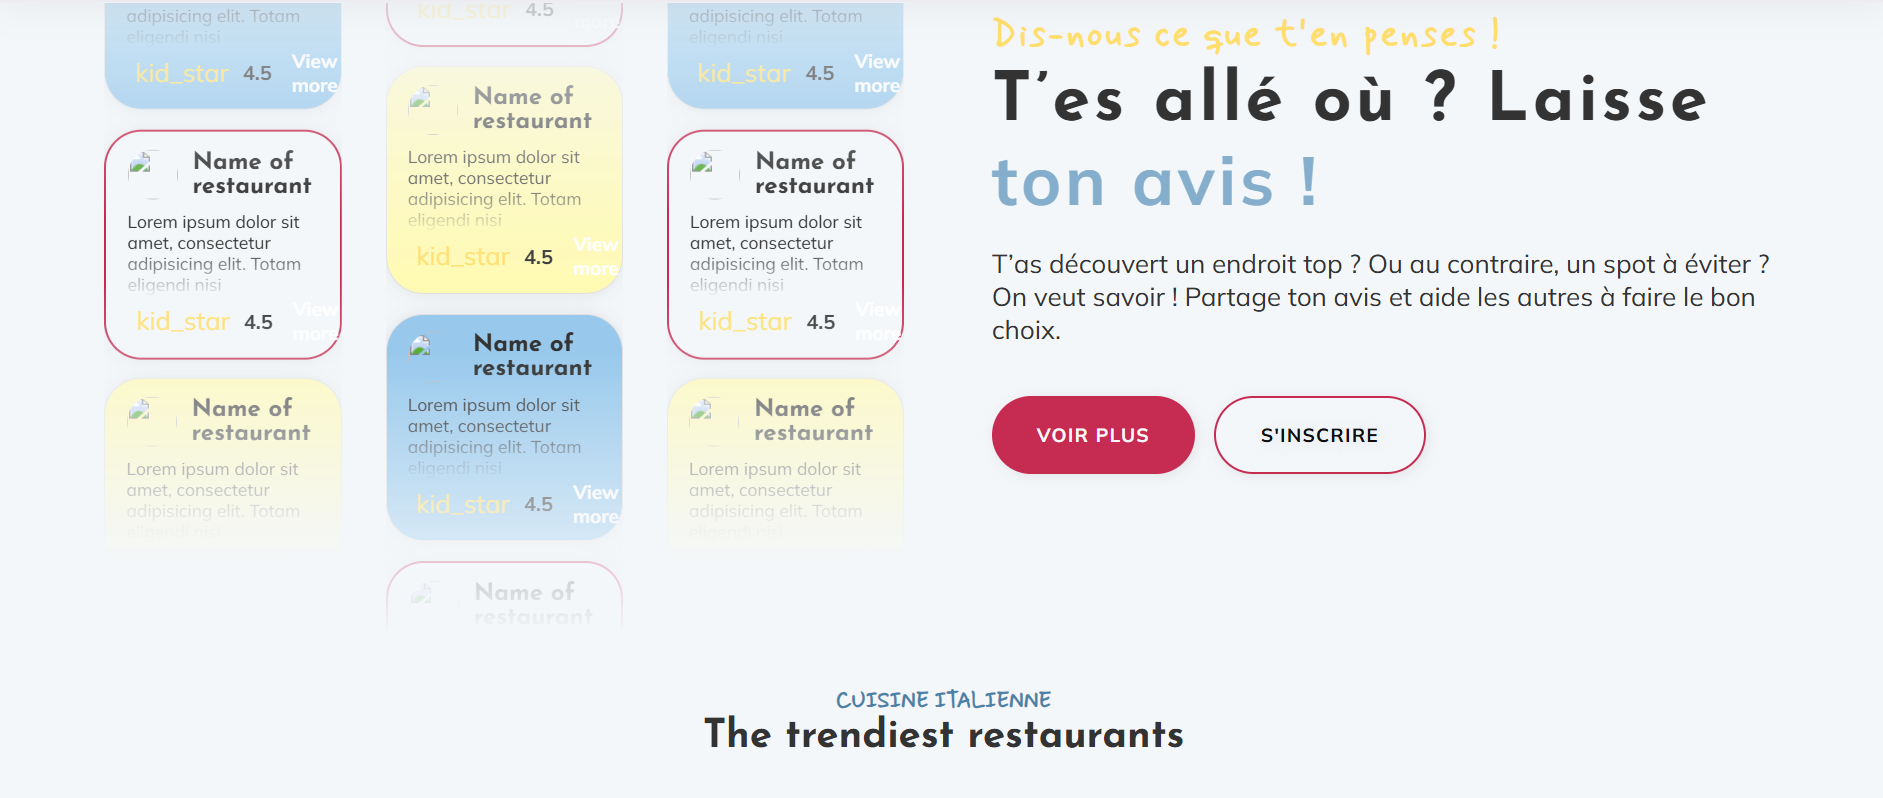 adipisicing elit. Totam
eligendi nisi
kid_star 4.5 View
more
Name of
restaurant
Lorem ipsum dolor sit
amet, consectetur
adipisicing elit. Totam
eligendi nisi
kid_star 4.5 View
more
Name of
restaurant
Lorem ipsum dolor sit
amet, consectetur
adipisicing elit. Totam
eligendi nisi
kid_star 4.5
more
Name of
restaurant
Lorem ipsum dolor sit
amet, consectetur
adipisicing elit. Totam
eligendi nisi
kid_star 4.5 View
more
Name of
restaurant
Lorem ipsum dolor sit
amet, consectetur
adipisicing elit. Totam
eligendi nisi
kid_star 4.5 View
more
Name of
restaurant
adipisicing elit. Totam
eligendi nisi
kid_star 4.5 View
more
Name of
restaurant
Lorem ipsum dolor sit
amet, consectetur
adipisicing elit. Totam
eligendi nisi
kid_star 4.5 View
more
Name of
restaurant
Lorem ipsum dolor sit
amet, consectetur
adipisicing elit. Totam
eligendi nisi
Dis-nous ce que t'en penses !
T’es allé où ? Laisse
ton avis !
T’as découvert un endroit top ? Ou au contraire, un spot à éviter ?
On veut savoir ! Partage ton avis et aide les autres à faire le bon
choix.
VOIR PLUS
S'INSCRIRE
CUISINE ITALIENNE
The trendiest restaurants